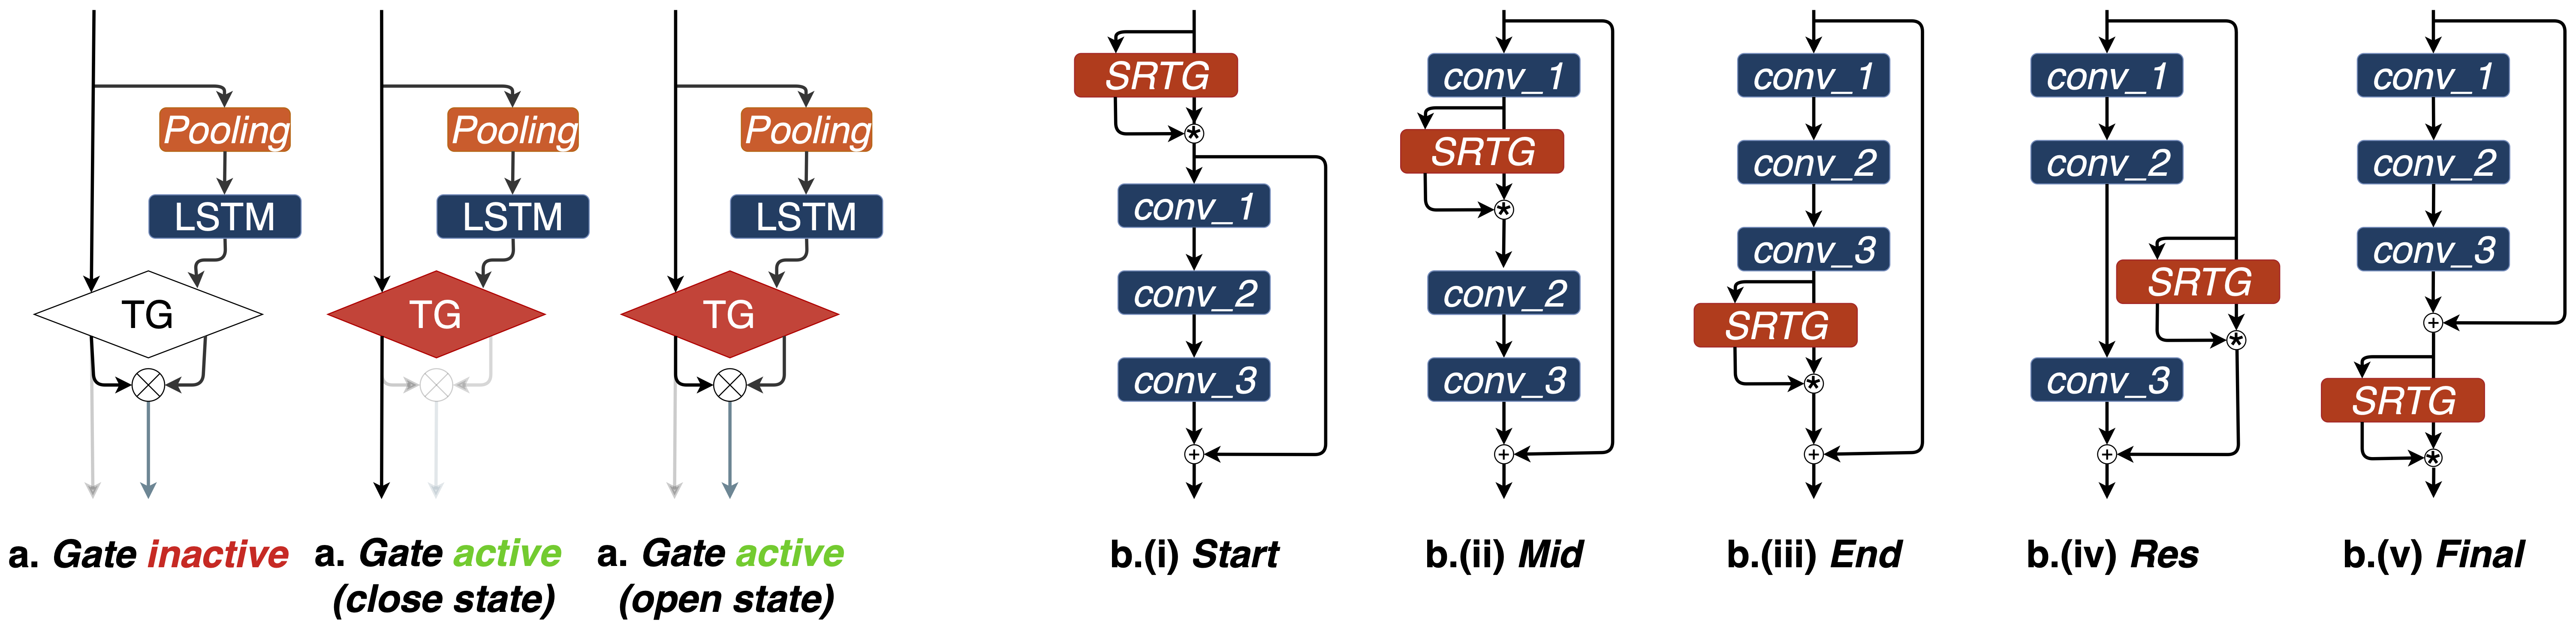 Pooling
LSTM
TG
a. Gate inactive
Pooling
LSTM
TG
a. Gate active
(close state)
Pooling
LSTM
TG
a. Gate active
(open state)
SRTG
*
conv_1
conv_2
conv_3
+
b.(i) Start
conv_1
SRTG
*
conv_2
conv_3
+
b.(ii) Mid
conv_1
conv_2
conv_3
SRTG
*
+
b.(iii) End
conv_1
conv_2
SRTG
*
conv_3
+
b.(iv) Res
conv_1
conv_2
conv_3
+
SRTG
*
b.(v) Final